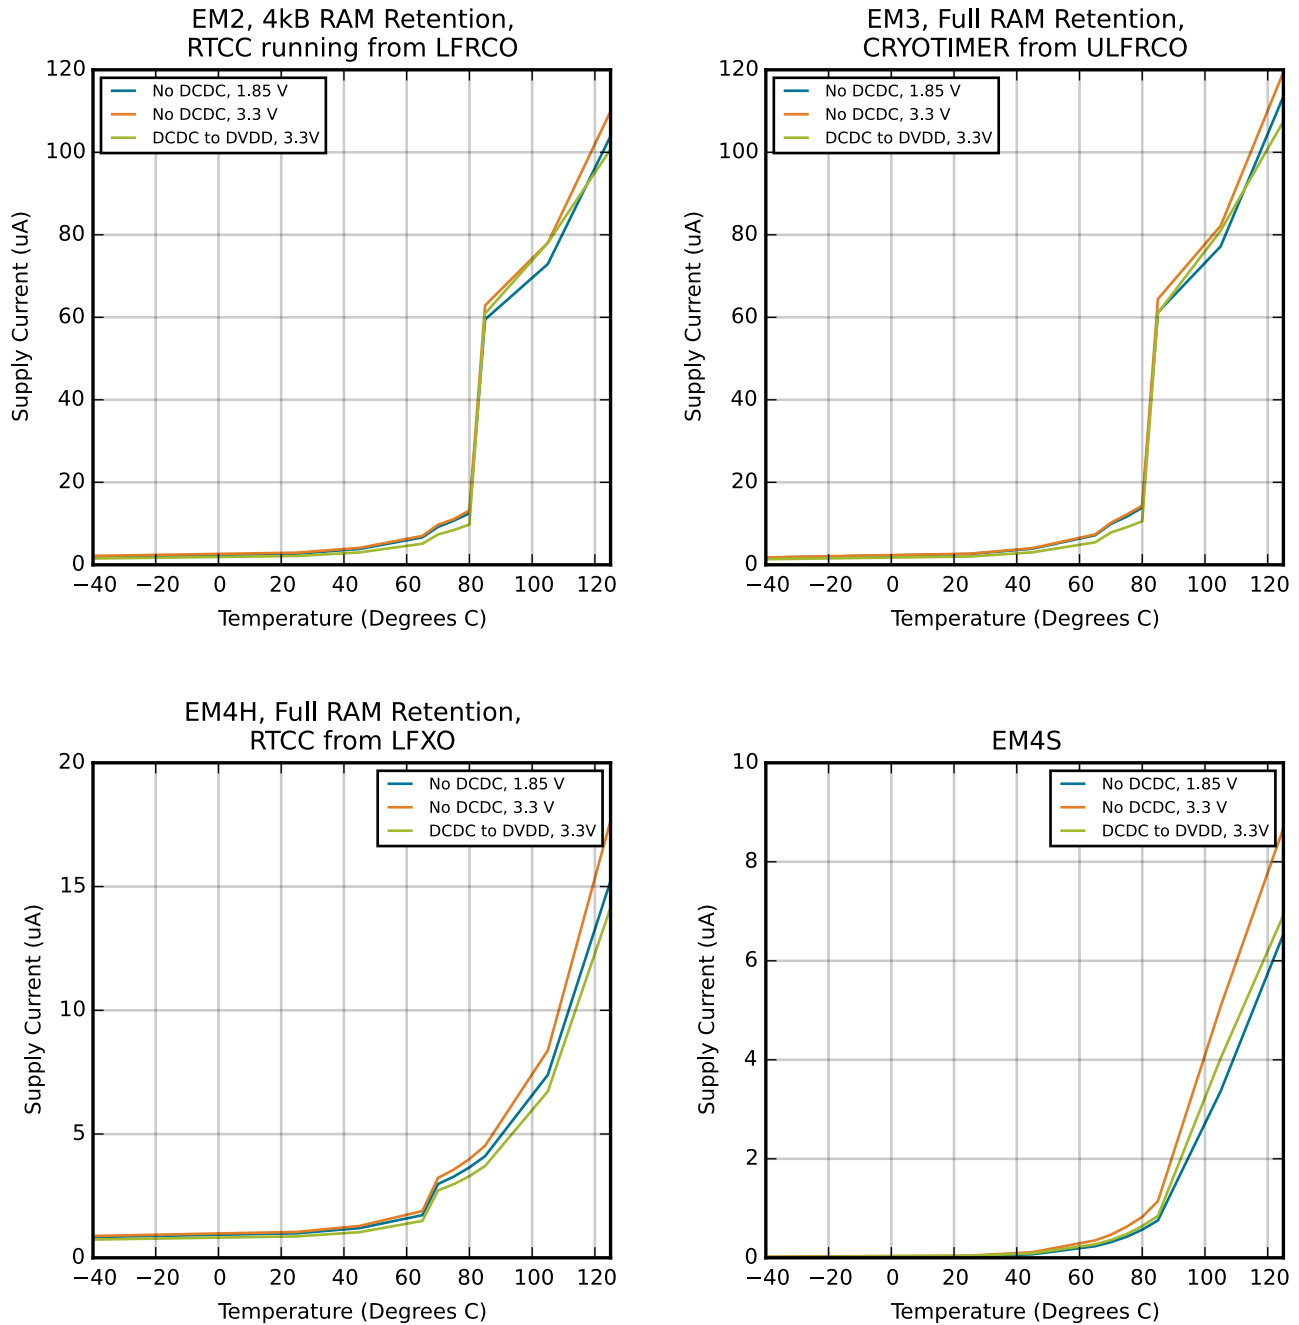 EM2, 4kB RAM Retention,
RTCC running from LFRCO
120
100
80
60
40
20
0
Supply Current (uA)
No DCDC, 1.85 V
No DCDC, 3.3 V
DCDC to DVDD, 3.3V
−40 −20 0 20 40 60 80 100 120
Temperature (Degrees C)
EM3, Full RAM Retention,
CRYOTIMER from ULFRCO
120
100
80
60
40
20
0
Supply Current (uA)
No DCDC, 1.85 V
No DCDC, 3.3 V
DCDC to DVDD, 3.3V
−40 −20 0 20 40 60 80 100 120
Temperature (Degrees C)
EM4H, Full RAM Retention,
RTCC from LFXO
20
15
10
5
0
Supply Current (uA)
No DCDC, 1.85 V
No DCDC, 3.3 V
DCDC to DVDD, 3.3V
−40 −20 0 20 40 60 80 100 120
Temperature (Degrees C)
EM4S
10
8
6
4
2
0
Supply Current (uA)
No DCDC, 1.85 V
No DCDC, 3.3 V
DCDC to DVDD, 3.3V
−40 −20 0 20 40 60 80 100 120
Temperature (Degrees C)